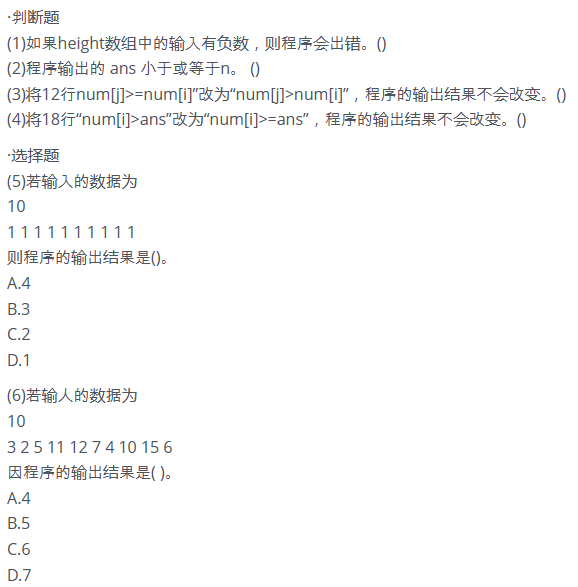 ·判断题
(1)如果height数组中的输入有负数，则程序会出错。()
(2)程序输出的 ans 小于或等于n。 ()
(3)将12行num[j]>=num[i]”改为“num[j]>num[i]”，程序的输出结果不会改变。()
(4)将18行“num[i]>ans”改为“num[i]>=ans”，程序的输出结果不会改变。()
·选择题
(5)若输入的数据为
10
1 1 1 1 1 1 1 1 1 1
则程序的输出结果是()。
A.4
B.3
C.2
D.1
(6)若输人的数据为
10
3 2 5 11 12 7 4 10 15 6
因程序的输出结果是( )。
A.4
B.5
C.6
D.7